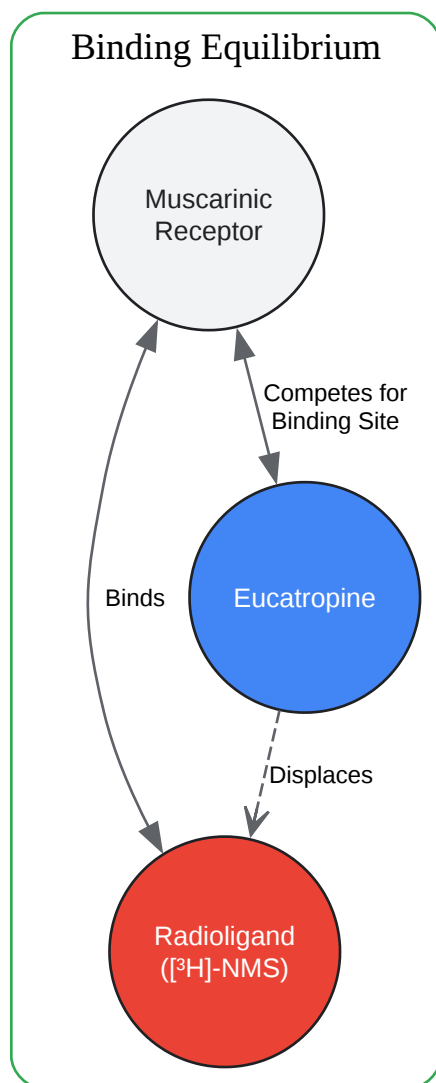 Binding Equilibrium
Muscarinic
Receptor
Competes for
Binding Site
Binds
Eucatropine
Displaces
Radioligand
([³H]-NMS)